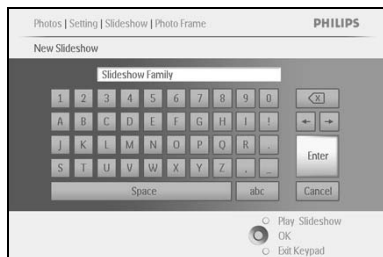 Photos | Setting | Slideshow | Photo Frame PHILIPS
New Slideshow
Slideshow Family
1 2 3 4 5 6 7 8 9 0
A B C D E F G H I !
← →
J K L M N O P Q R .
Enter
S T U V W X Y Z , _
Space abc Cancel
Play Slideshow
OK
Exit Keypad